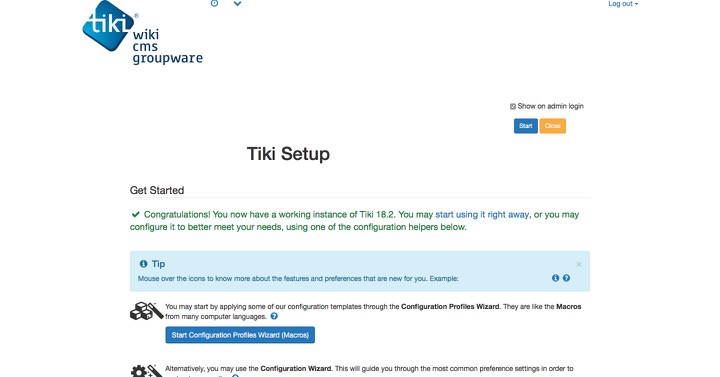 Log out
tiki®
wiki
cms
groupware
Show on admin login
Start Close
Tiki Setup
Get Started
Congratulations! You now have a working instance of Tiki 18.2. You may start using it right away, or you may
configure it to better meet your needs, using one of the configuration helpers below.
Tip
×
Mouse over the icons to know more about the features and preferences that are new for you. Example:
You may start by applying some of our configuration templates through the Configuration Profiles Wizard. They are like the Macros
from many computer languages.
Start Configuration Profiles Wizard (Macros)
Alternatively, you may use the Configuration Wizard. This will guide you through the most common preference settings in order to